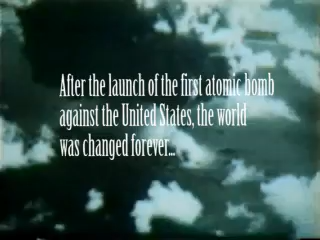 After the launch of the first atomic bomb
against the United States, the world
was changed forever...